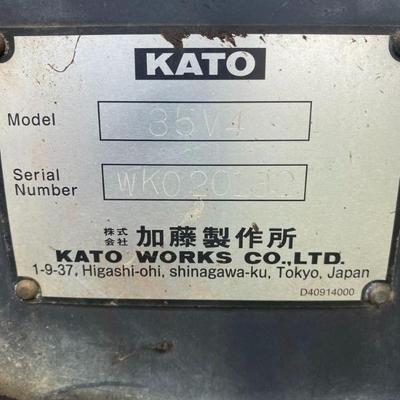 KATO
Model 35V4
Serial
Number
株式
会社 加藤製作所
KATO WORKS CO.,LTD.
1-9-37, Higashi-ohi, shinagawa-ku, Tokyo, Japan
D40914000